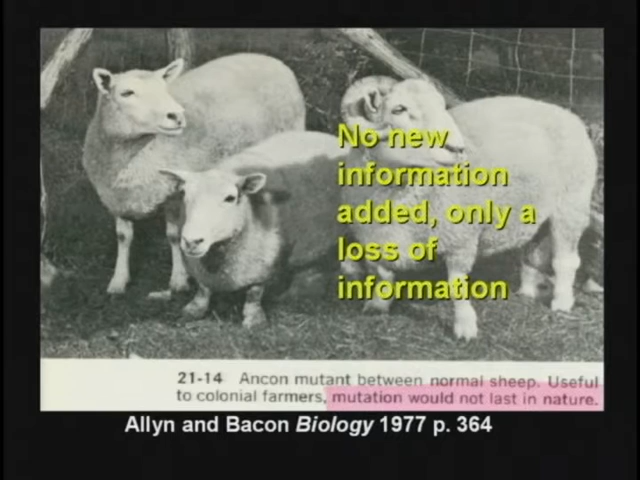 No new
information
added, only a
loss of
information
21-14 Ancon mutant between normal sheep. Useful
to colonial farmers, mutation would not last in nature.
Allyn and Bacon Biology 1977 p. 364